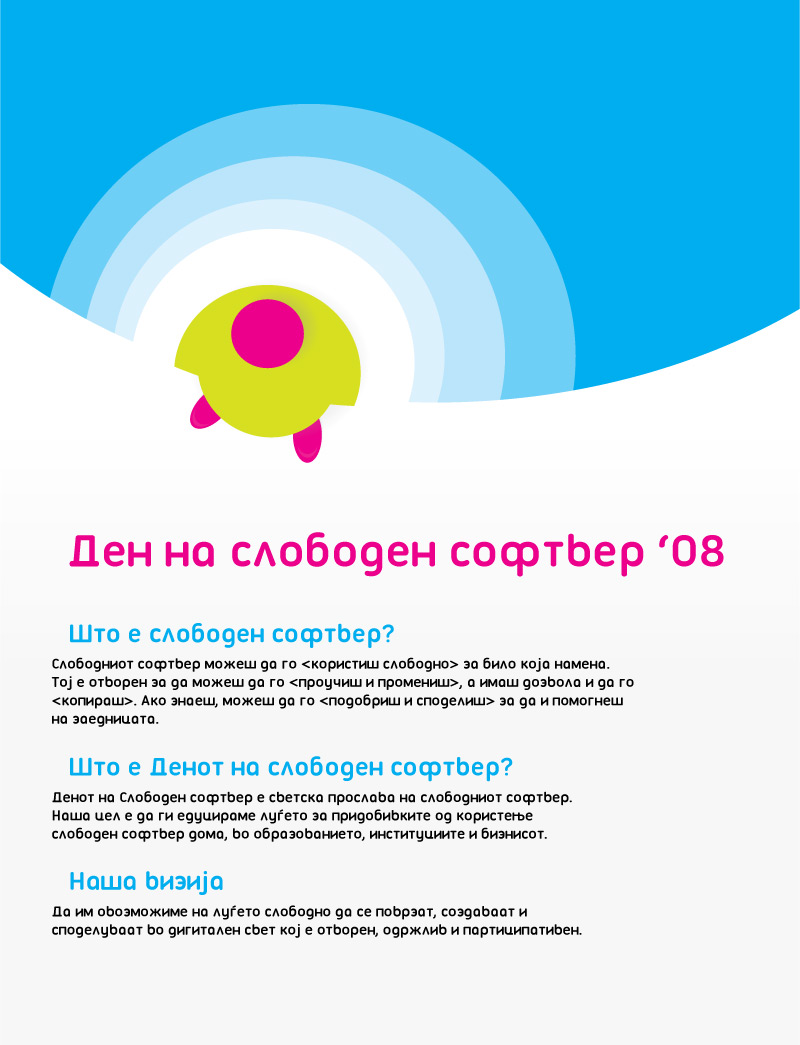 Ден на слободен софтвер ‘08
Што е слободен софтвер?
Слободниот софтвер можеш да го <користиш слободно> за било која намена.
Тој е отворен за да можеш да го <проучиш и промениш>, а имаш дозвола и да го
<копираш>. Ако знаеш, можеш да го <подобриш и споделиш> за да и помогнеш
на заедницата.
Што е Денот на слободен софтвер?
Денот на Слободен софтвер е светска прослава на слободниот софтвер.
Наша цел е да ги едуцираме луѓето за придобивките од користење
слободен софтвер дома, во образованието, институциите и бизнисот.
Наша визија
Да им овозможиме на луѓето слободно да се поврзат, создаваат и
споделуваат во дигитален свет кој е отворен, одржлив и партиципативен.